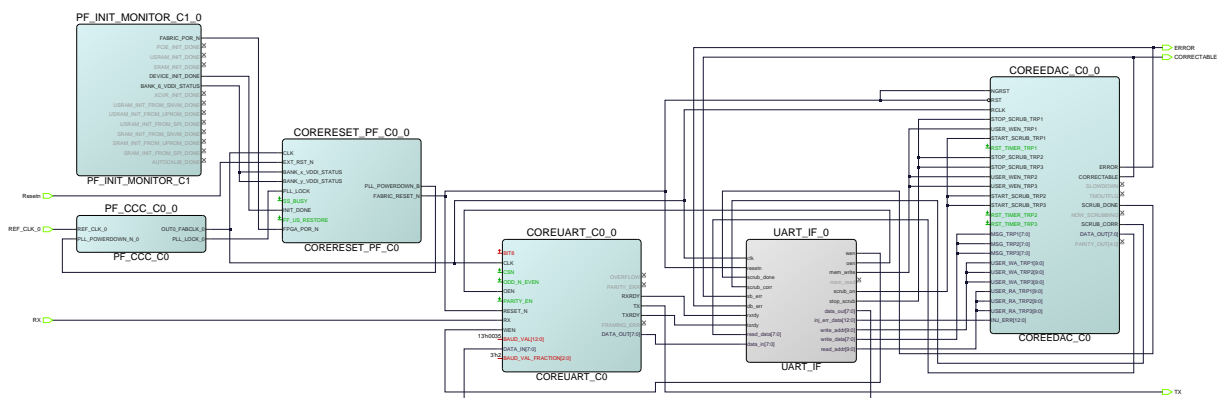 PF_INIT_MONITOR_C1_0
FABRIC_POR_N
PCIE_INIT_DONE
USRAM_INIT_DONE
SRAM_INIT_DONE
DEVICE_INIT_DONE
BANK_6_VDDI_STATUS
XCVR_INIT_DONE
USRAM_INIT_FROM_SNVM_DONE
USRAM_INIT_FROM_UPROM_DONE
USRAM_INIT_FROM_SPI_DONE
SRAM_INIT_FROM_SNVM_DONE
SRAM_INIT_FROM_UPROM_DONE
SRAM_INIT_FROM_SPI_DONE
AUTOCALIB_DONE
PF_INIT_MONITOR_C1
Resetn
REF_CLK_0
RX
PF_CCC_C0_0
REF_CLK_0
PLL_POWERDOWN_N_0
OUT0_FABCLK_0
PLL_LOCK_0
PF_CCC_C0
CORERESET_PF_C0_0
CLK
EXT_RST_N
BANK_x_VDDI_STATUS
BANK_y_VDDI_STATUS
PLL_LOCK
SS_BUSY
INIT_DONE
FF_US_RESTORE
FPGA_POR_N
PLL_POWERDOWN_B
FABRIC_RESET_N
CORERESET_PF_C0
COREUART_C0_0
BIT8
CLK
CSN
ODD_N_EVEN
OEN
PARITY_EN
RESET_N
RX
WEN
13'h0035
BAUD_VAL[12:0]
DATA_IN[7:0]
3'h2
BAUD_VAL_FRACTION[2:0]
OVERFLOW
PARITY_ERR
RXRDY
TX
TXRDY
FRAMING_ERR
DATA_OUT[7:0]
COREUART_C0
UART_IF_0
clk
resetn
scrub_done
scrub_corr
sb_err
db_err
rxrdy
txrdy
read_data[7:0]
data_in[7:0]
wen
oen
mem_write
mem_read
scrub_on
stop_scrub
data_out[7:0]
inj_err_data[12:0]
write_addr[9:0]
write_data[7:0]
read_addr[9:0]
UART_IF
COREEDAC_C0_0
NGRST
RST
RCLK
STOP_SCRUB_TRP1
USER_WEN_TRP1
START_SCRUB_TRP1
RST_TIMER_TRP1
STOP_SCRUB_TRP2
STOP_SCRUB_TRP3
USER_WEN_TRP2
USER_WEN_TRP3
START_SCRUB_TRP2
START_SCRUB_TRP3
RST_TIMER_TRP2
RST_TIMER_TRP3
MSG_TRP1[7:0]
MSG_TRP2[7:0]
MSG_TRP3[7:0]
USER_WA_TRP1[9:0]
USER_WA_TRP2[9:0]
USER_WA_TRP3[9:0]
USER_RA_TRP1[9:0]
USER_RA_TRP2[9:0]
USER_RA_TRP3[9:0]
INJ_ERR[12:0]
ERROR
CORRECTABLE
SLOWDOWN
TMOUTFLG
SCRUB_DONE
NOW_SCRUBBING
SCRUB_CORR
DATA_OUT[7:0]
PARITY_OUT[4:0]
COREEDAC_C0
ERROR
CORRECTABLE
TX